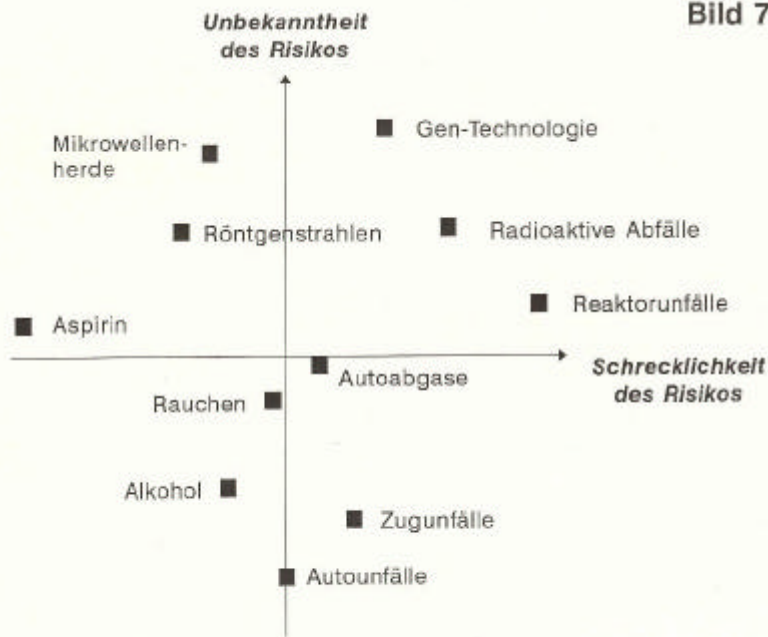 Bild 7
Unbekanntheit
des Risikos
Gen-Technologie
Mikrowellen-
herde
Röntgenstrahlen
Radioaktive Abfälle
Reaktorunfälle
Aspirin
Schrecklichkeit
des Risikos
Autoabgase
Rauchen
Alkohol
Zugunfälle
Autounfälle